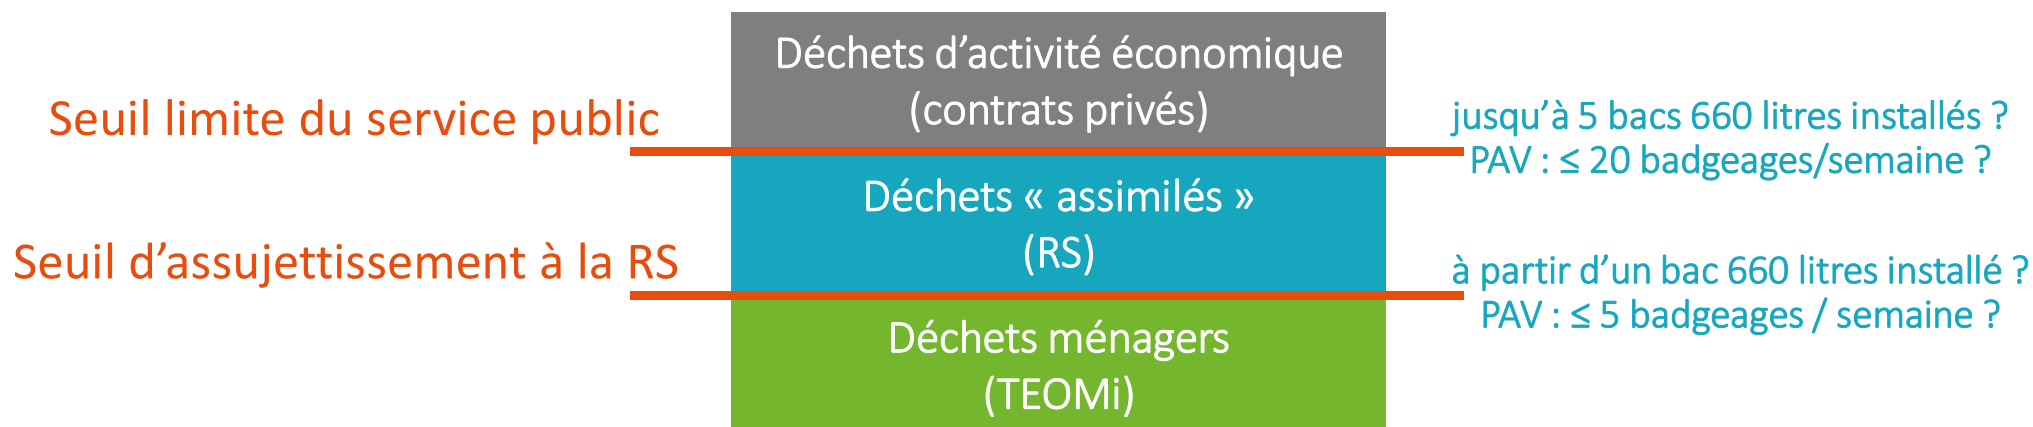 Déchets d’activité économique
(contrats privés)
Seuil limite du service public
jusqu’à 5 bacs 660 litres installés ?
PAV : ≤ 20 badgeages/semaine ?
Déchets « assimilés »
(RS)
Seuil d’assujettissement à la RS
à partir d’un bac 660 litres installé ?
PAV : ≤ 5 badgeages / semaine ?
Déchets ménagers
(TEOMi)